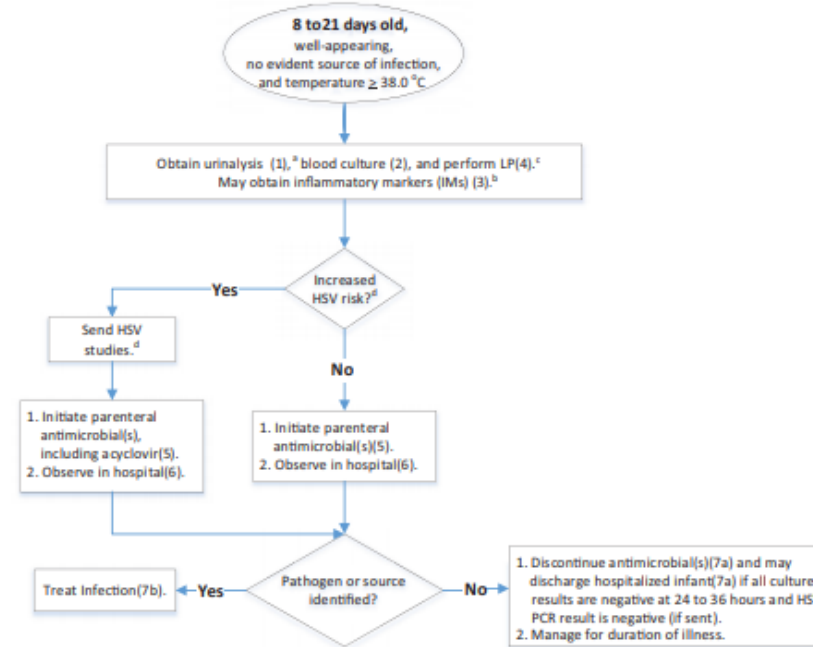 8 to21 days old,
well-appearing,
no evident source of infection,
and temperature ≥ 38.0 °C
Obtain urinalysis (1),ª blood culture (2), and perform LP(4).ᶜ
May obtain inflammatory markers (IMs) (3).ᵇ
Increased
HSV risk?ᵈ
Yes
Send HSV
studies.ᵈ
No
1. Initiate parenteral
antimicrobial(s),
including acyclovir(5).
2. Observe in hospital(6).
1. Initiate parenteral
antimicrobial(s)(5).
2. Observe in hospital(6).
Pathogen or source
identified?
Yes
Treat Infection(7b).
No
1. Discontinue antimicrobial(s)(7a) and may
discharge hospitalized infant(7a) if all culture
results are negative at 24 to 36 hours and HS
PCR result is negative (if sent).
2. Manage for duration of illness.